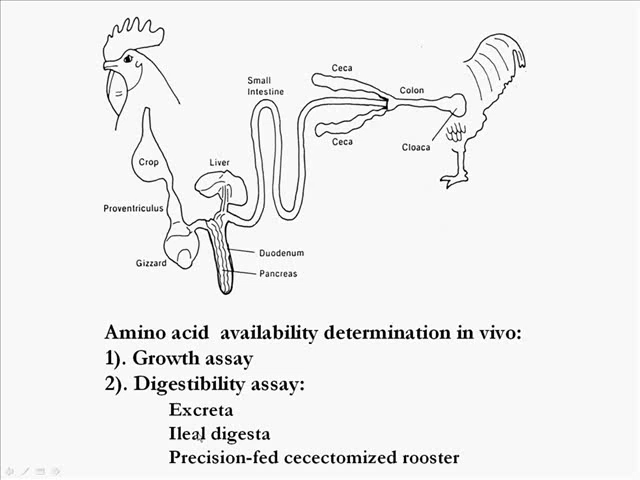 Ceca
Small
Intestine
Colon
Ceca
Cloaca
Crop
Liver
Proventriculus
Duodenum
Gizzard
Pancreas
Amino acid availability determination in vivo:
1). Growth assay
2). Digestibility assay:
Excreta
Ileal digesta
Precision-fed cecectomized rooster